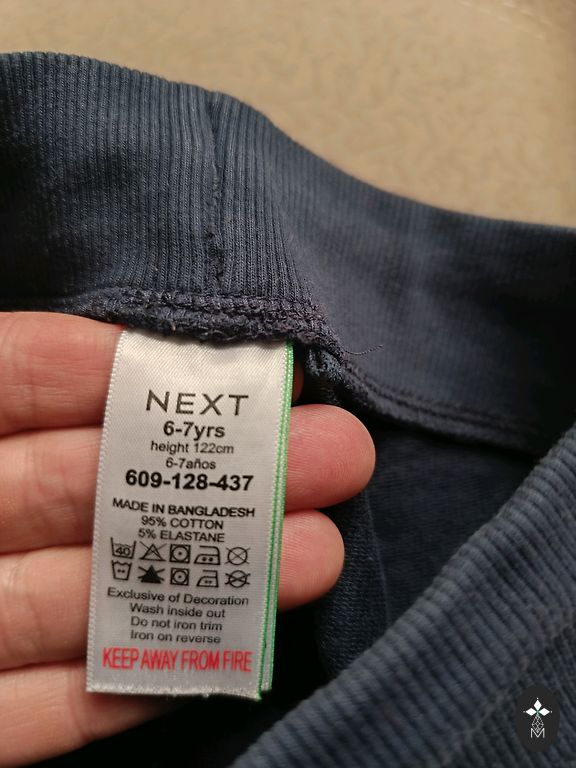 NEXT
6-7yrs
height 122cm
6-7años
609-128-437
MADE IN BANGLADESH
95% COTTON
5% ELASTANE
40
Exclusive of Decoration
Wash inside out
Do not iron trim
Iron on reverse
KEEP AWAY FROM FIRE
M